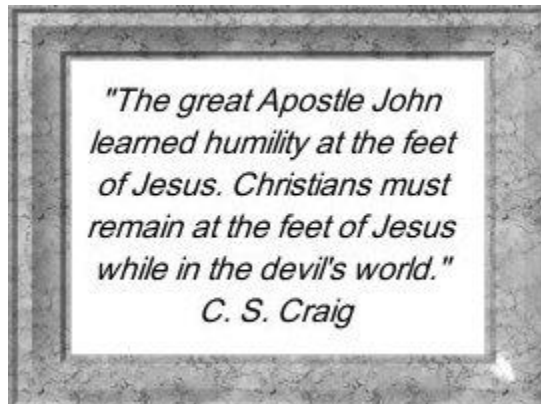 "The great Apostle John
learned humility at the feet
of Jesus. Christians must
remain at the feet of Jesus
while in the devil's world."
C. S. Craig